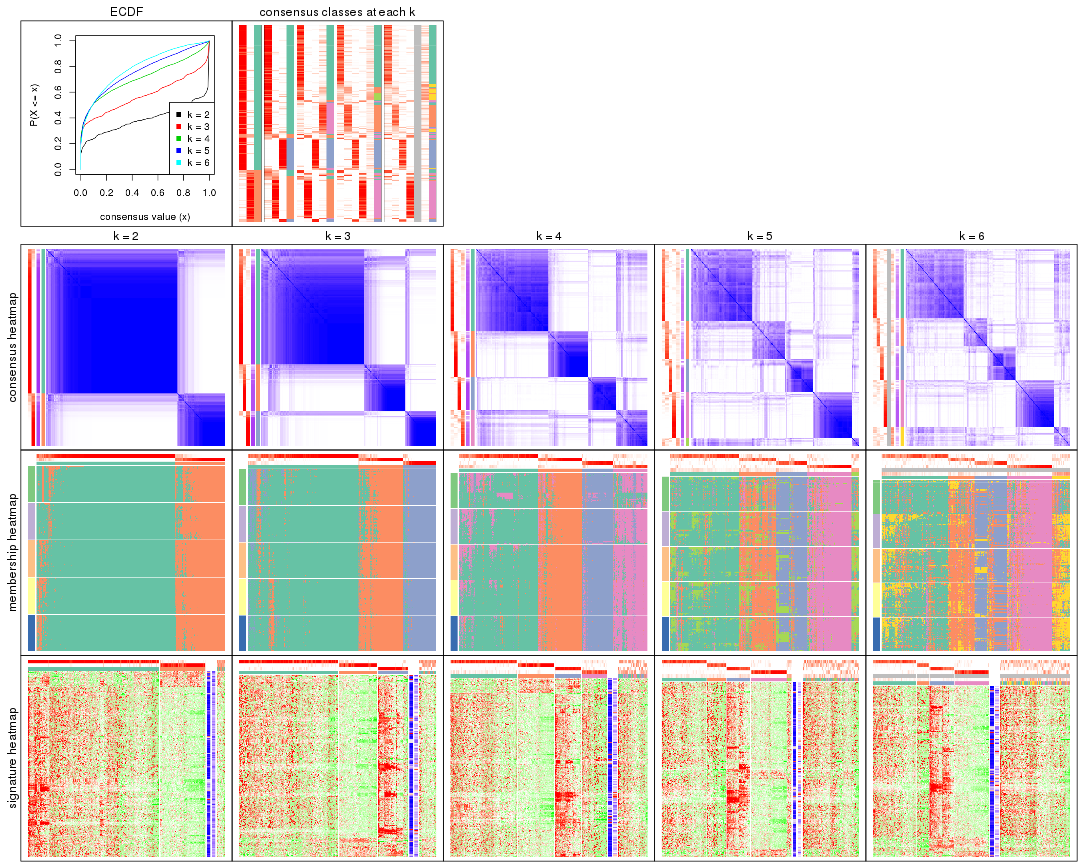 ECDF
consensus classes at each k
P(X <= x)
0.0 0.2 0.4 0.6 0.8 1.0
k = 2
k = 3
k = 4
k = 5
k = 6
0.0 0.2 0.4 0.6 0.8 1.0
consensus value (x)
k = 2
k = 3
k = 4
k = 5
k = 6
consensus heatmap
membership heatmap
signature heatmap